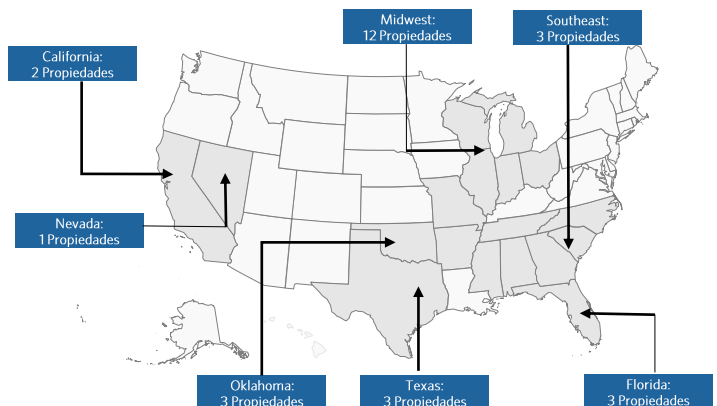 Midwest:
12 Propiedades
Southeast:
3 Propiedades
California:
2 Propiedades
Nevada:
1 Propiedades
Oklahoma:
3 Propiedades
Texas:
3 Propiedades
Florida:
3 Propiedades